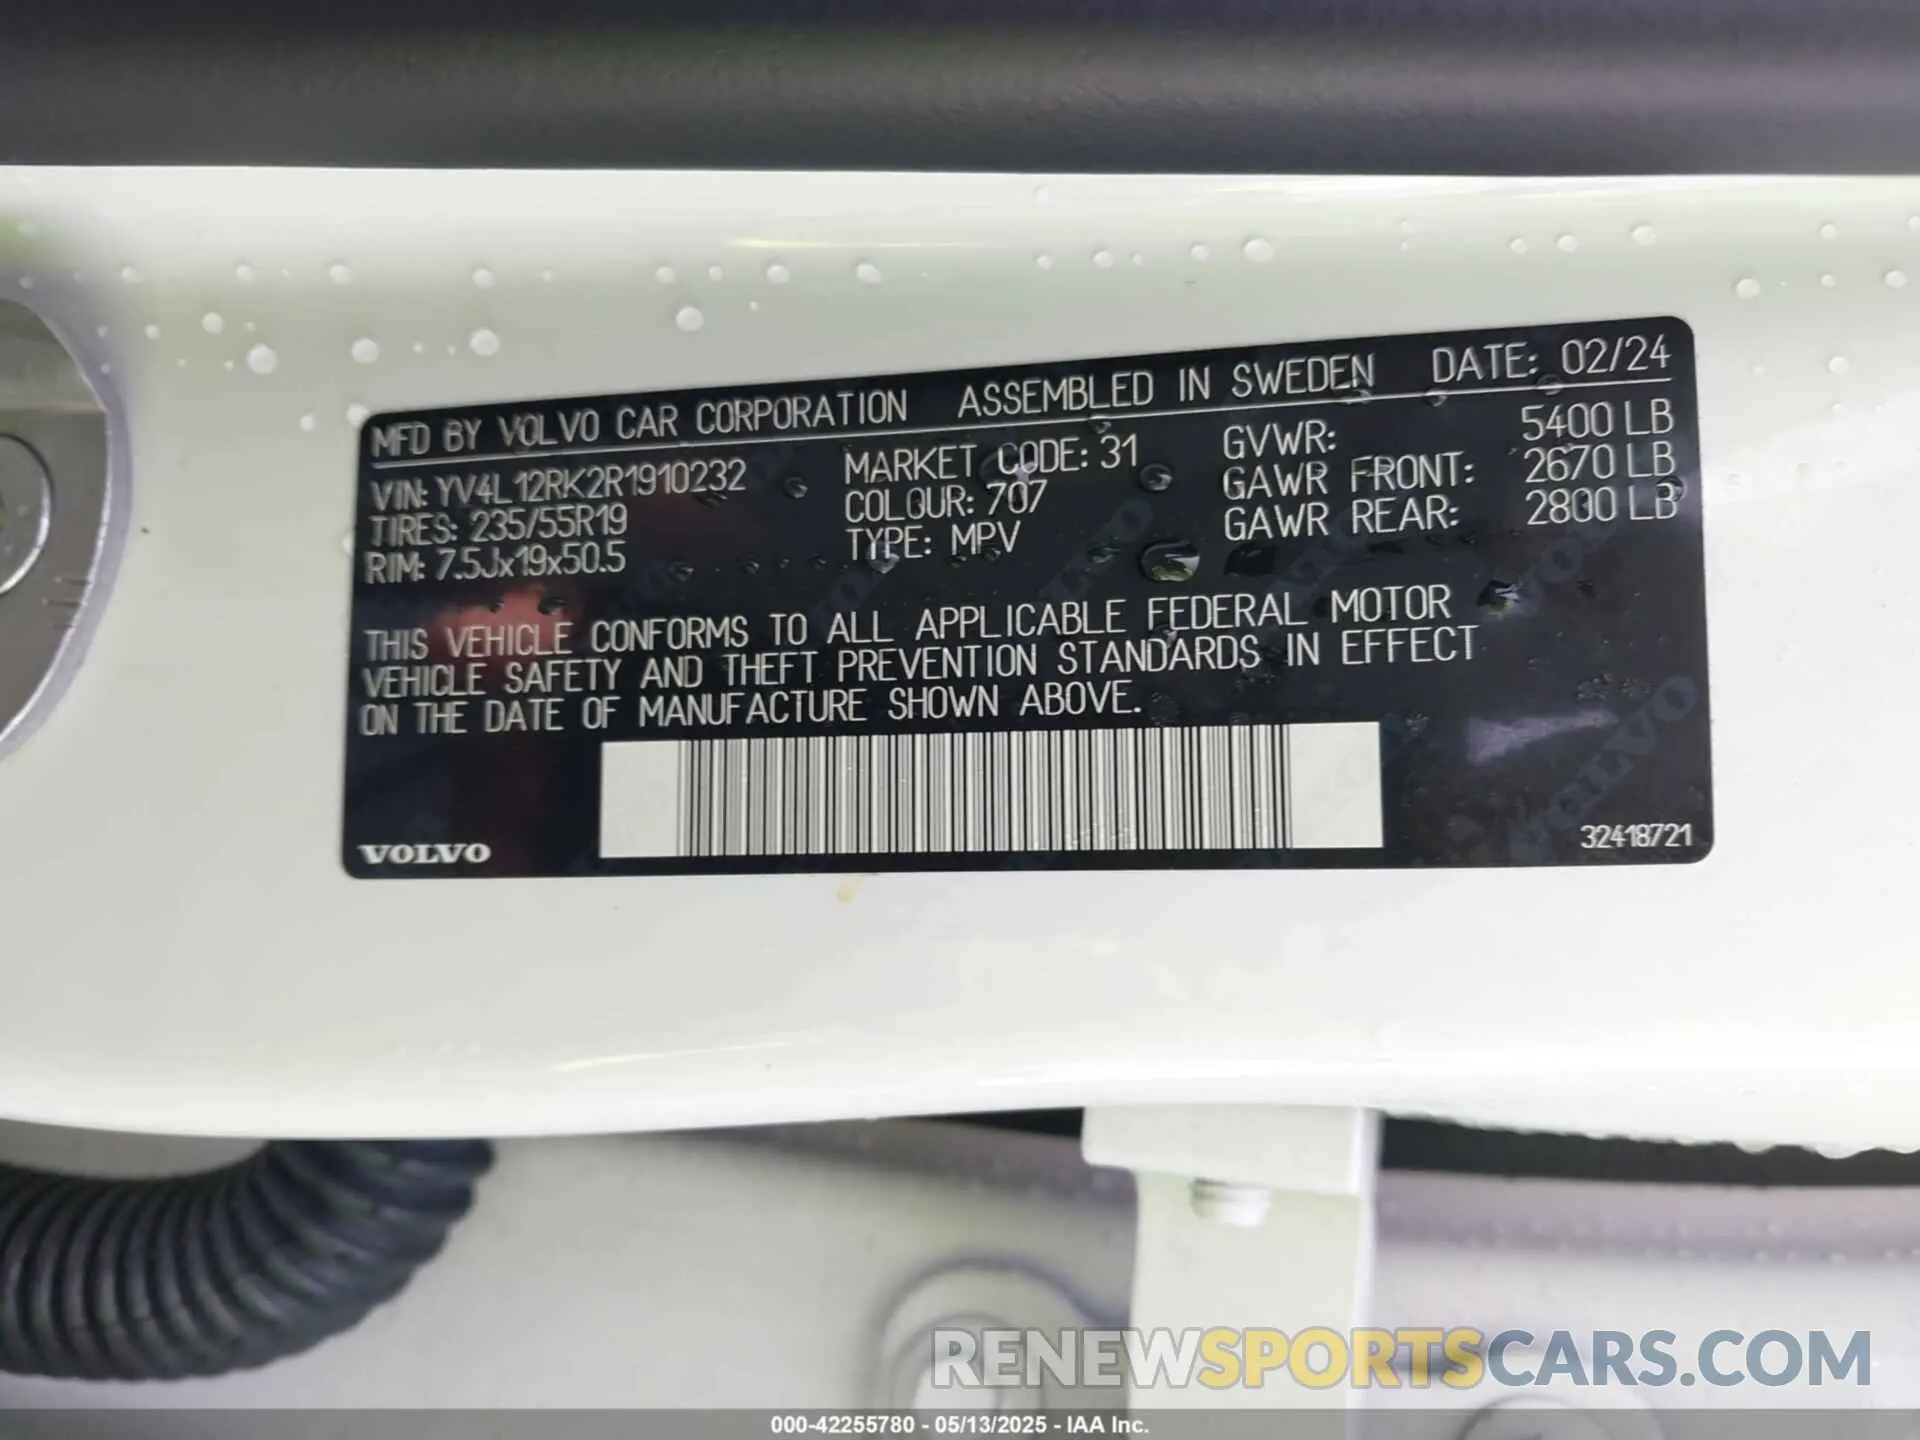 MFD BY VOLVO CAR CORPORATION ASSEMBLED IN SWEDEN DATE: 02/24
VIN: YV4L12RK2R1910232 MARKET CODE: 31 GVWR: 5400 LB
TIRES: 235/55R19 COLOUR: 707 GAWR FRONT: 2670 LB
RIM: 7.5Jx19x50.5 TYPE: MPV GAWR REAR: 2800 LB
THIS VEHICLE CONFORMS TO ALL APPLICABLE FEDERAL MOTOR
VEHICLE SAFETY AND THEFT PREVENTION STANDARDS IN EFFECT
ON THE DATE OF MANUFACTURE SHOWN ABOVE.
VOLVO
32418721
RENEWSPORTSCARS.COM
000-42255780 - 05/13/2025 - IAA Inc.